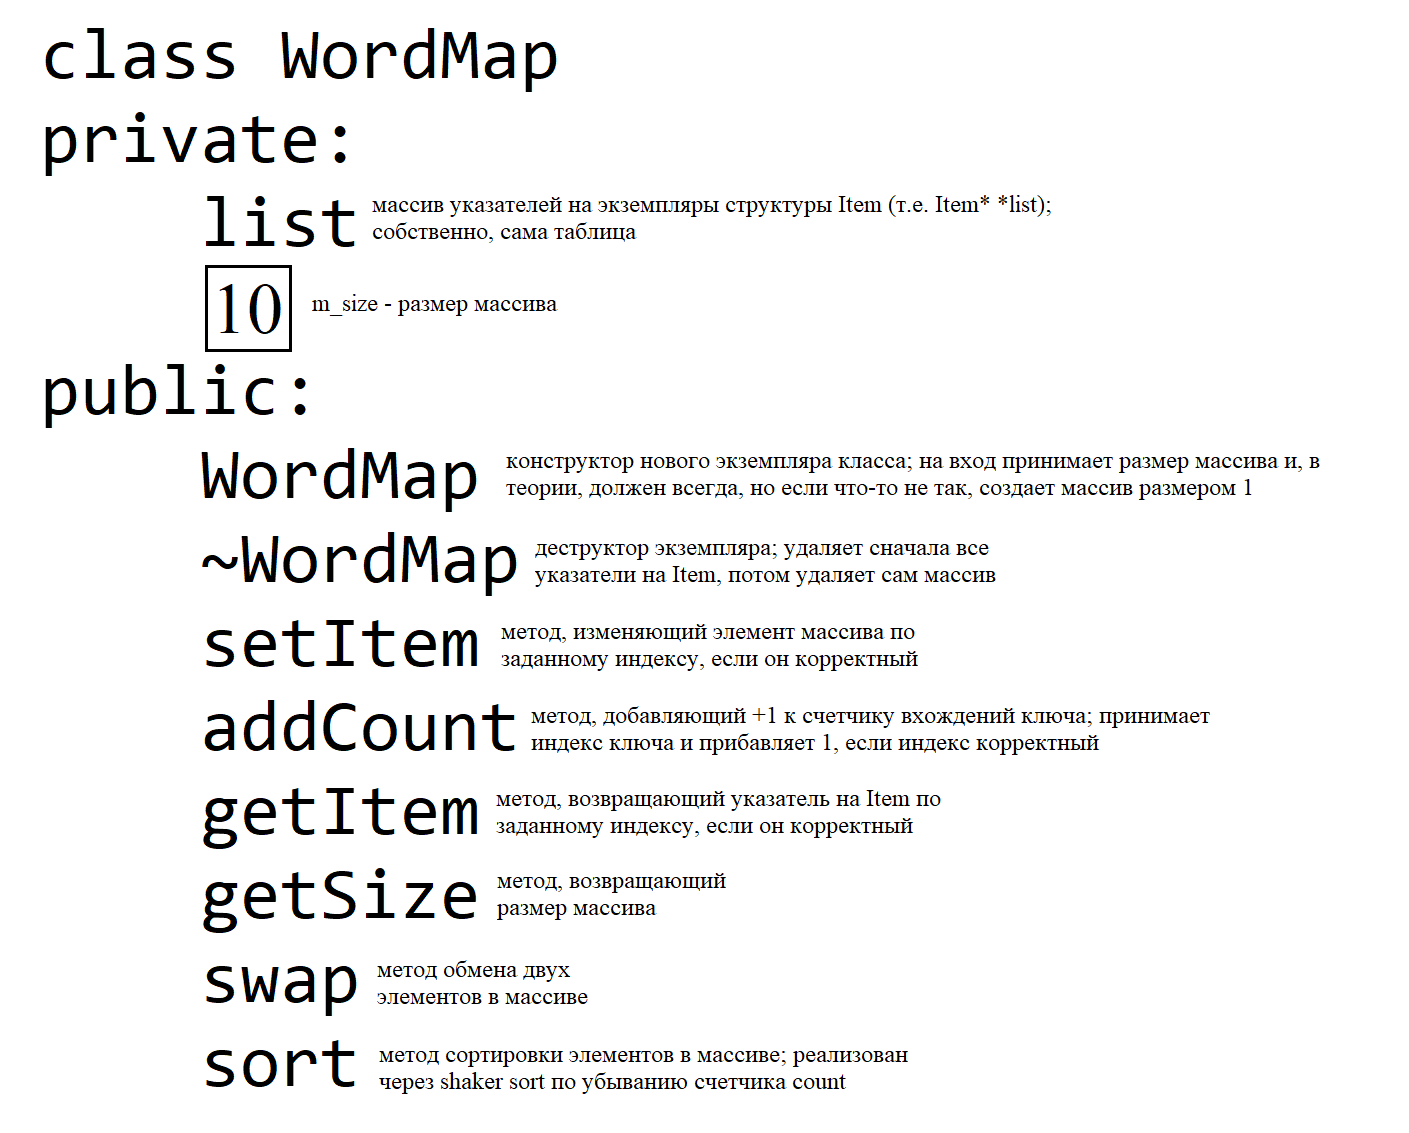 class WordMap
private:
list массив указателей на экземпляры структуры Item (т.е. Item* *list);
собственно, сама таблица
10 m_size - размер массива
public:
WordMap конструктор нового экземпляра класса; на вход принимает размер массива и, в
теории, должен всегда, но если что-то не так, создает массив размером 1
~WordMap деструктор экземпляра; удаляет сначала все
указатели на Item, потом удаляет сам массив
setItem метод, изменяющий элемент массива по
заданному индексу, если он корректный
addCount метод, добавляющий +1 к счетчику вхождений ключа; принимает
индекс ключа и прибавляет 1, если индекс корректный
getItem метод, возвращающий указатель на Item по
заданному индексу, если он корректный
getSize метод, возвращающий
размер массива
swap метод обмена двух
элементов в массиве
sort метод сортировки элементов в массиве; реализован
через shaker sort по убыванию счетчика count